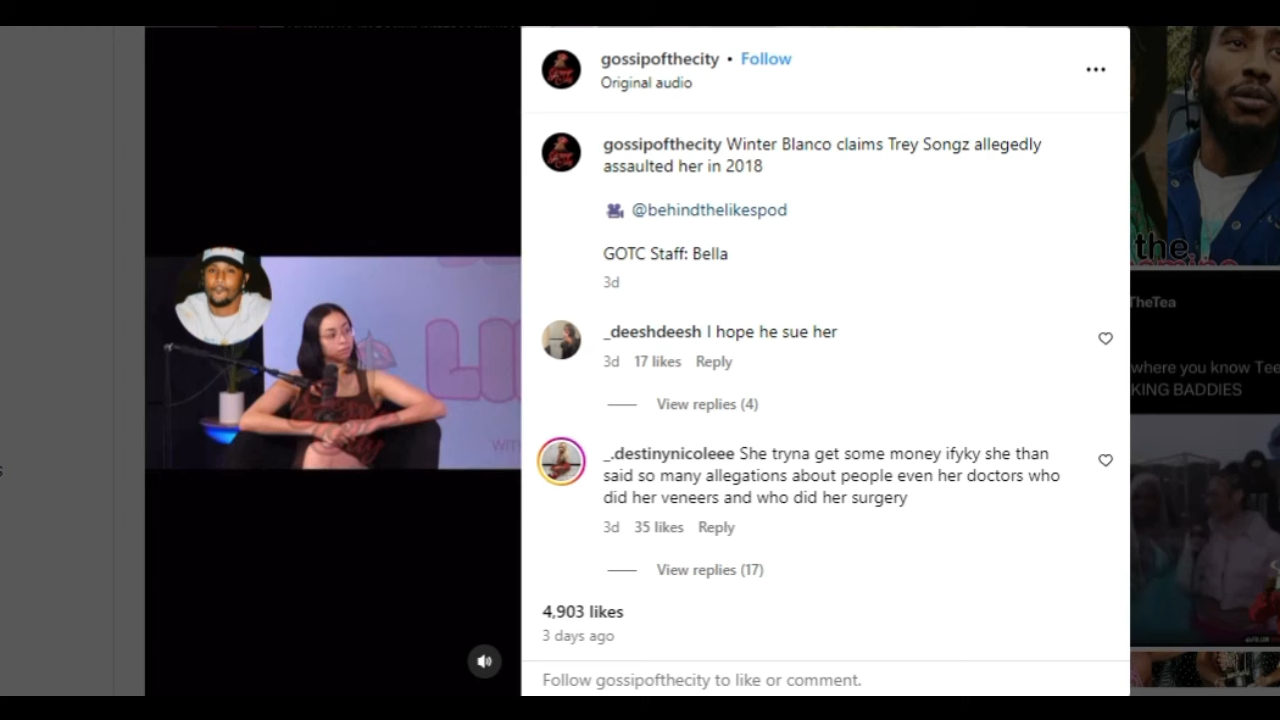 gossipofthecity • Follow
Original audio
gossipofthecity Winter Blanco claims Trey Songz allegedly
assaulted her in 2018
@behindthelikespod
GOTC Staff: Bella
3d
_deeshdeesh I hope he sue her
3d 17 likes Reply
View replies (4)
_.destinynicoleee She tryna get some money ifyky she than
said so many allegations about people even her doctors who
did her veneers and who did her surgery
3d 35 likes Reply
View replies (17)
4,903 likes
3 days ago
Follow gossipofthecity to like or comment.
the
TheTea
where you know Tee
KING BADDIES